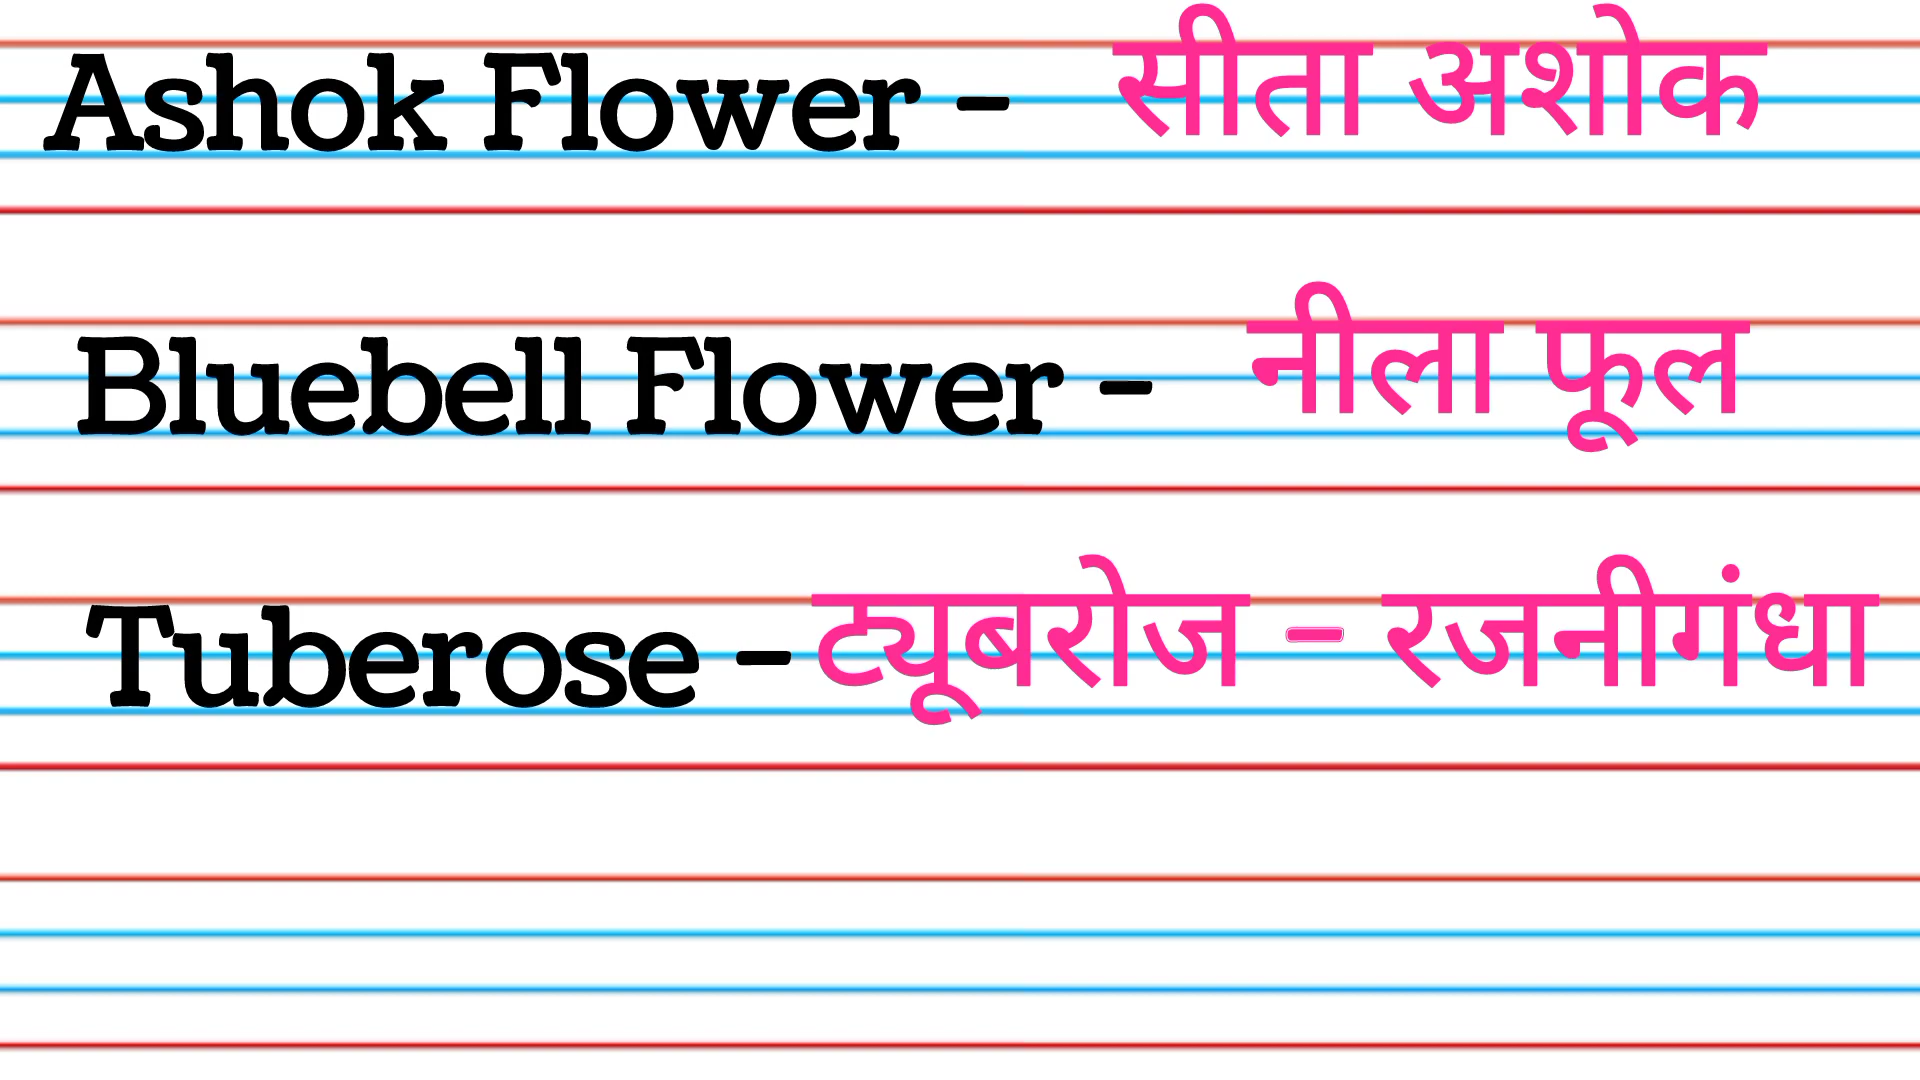 Ashok Flower - सीता अशोक
Bluebell Flower - नीला फूल
Tuberose - ट्यूबरोज - रजनीगंधा